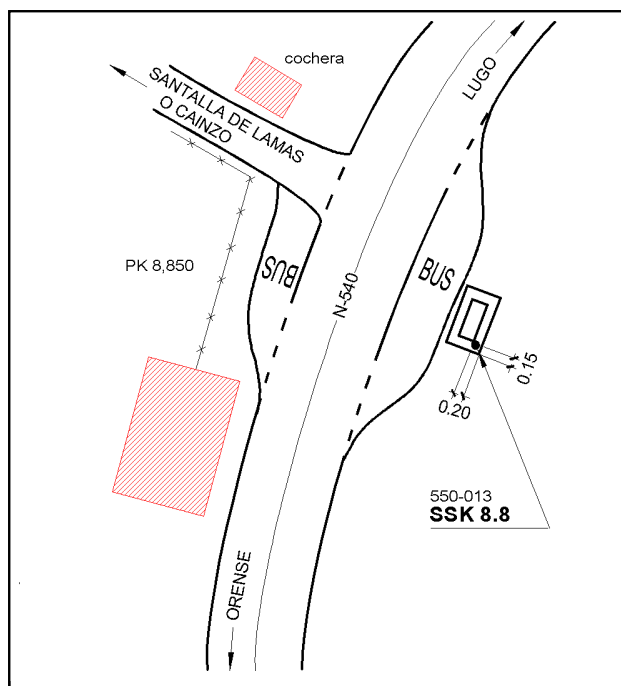 cochera
LUGO
SANTALLA DE LAMAS
O CAINZO
PK 8,850
BUS
BUS
N-540
0.15
0.20
550-013
SSK 8.8
ORENSE